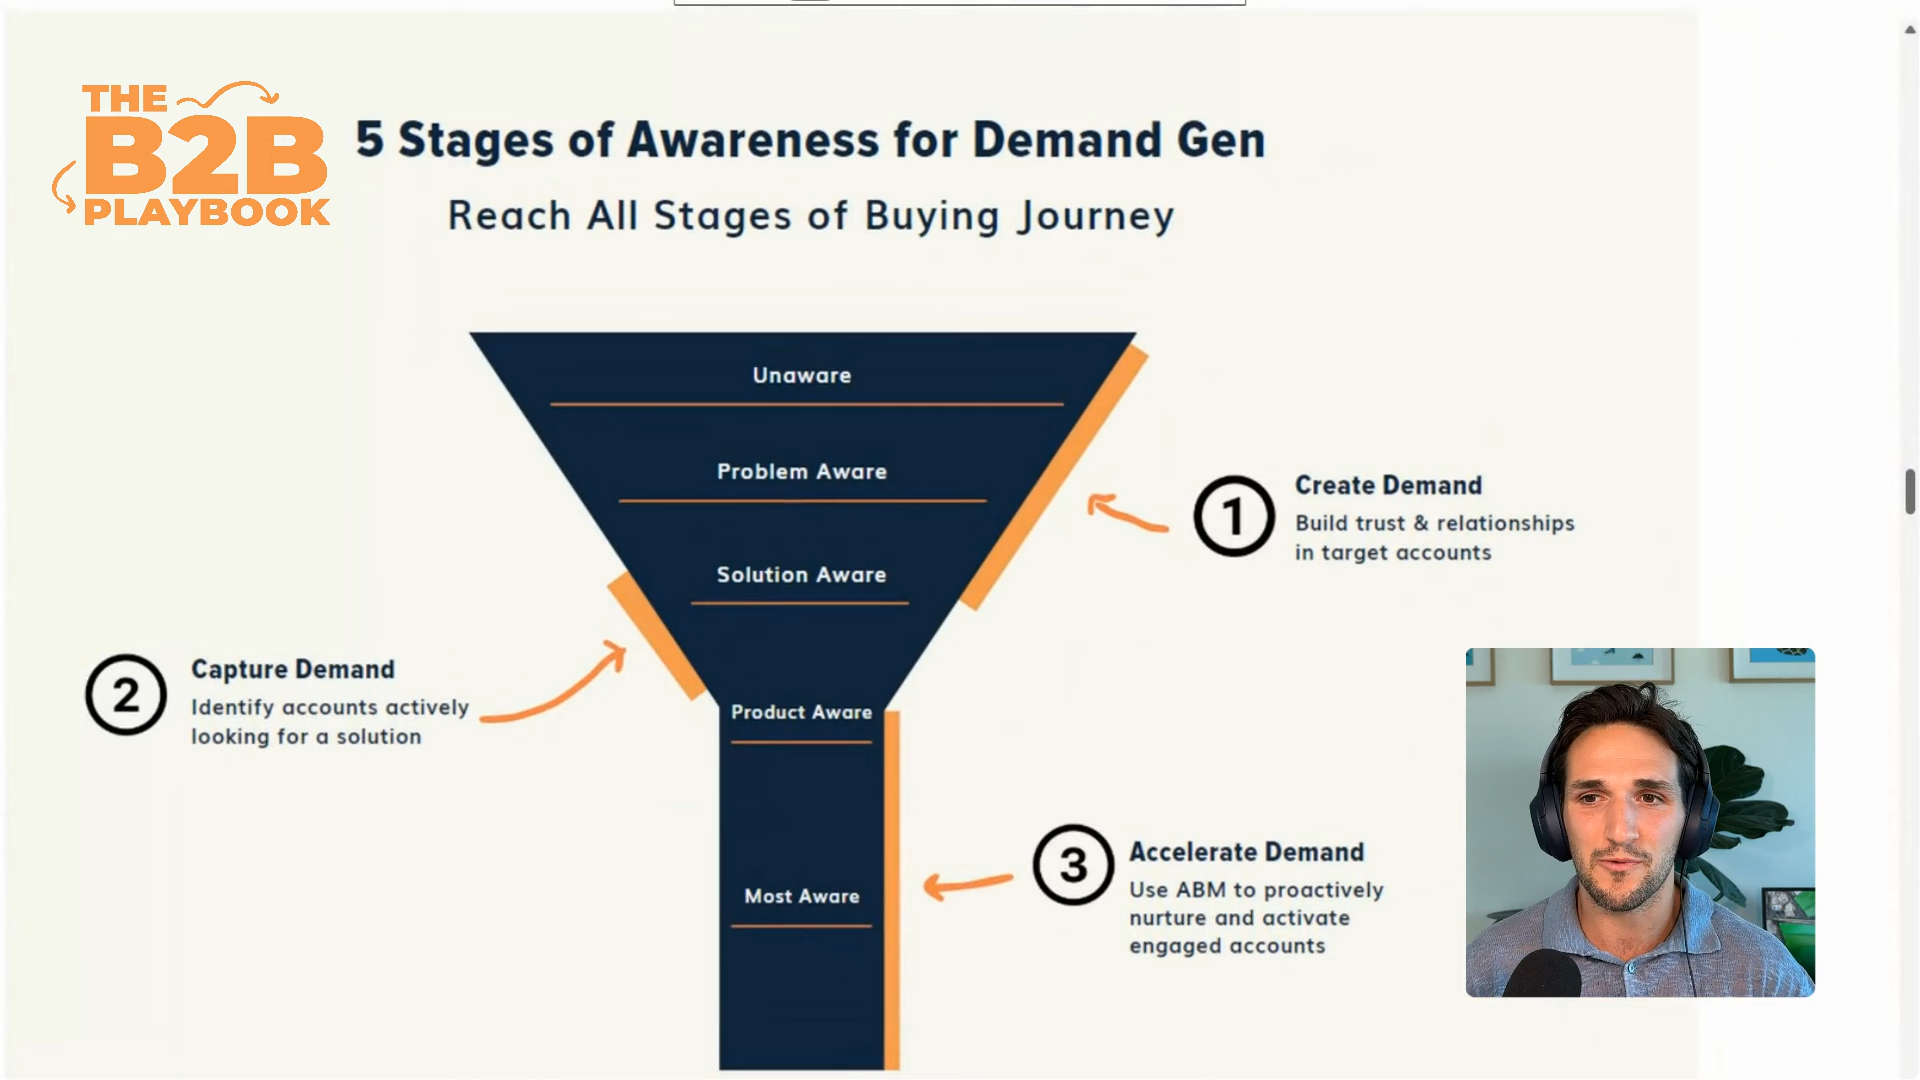 THE
B2B
PLAYBOOK
5 Stages of Awareness for Demand Gen
Reach All Stages of Buying Journey
Unaware
Problem Aware
Solution Aware
Product Aware
Most Aware
1
Create Demand
Build trust & relationships
in target accounts
2
Capture Demand
Identify accounts actively
looking for a solution
3
Accelerate Demand
Use ABM to proactively
nurture and activate
engaged accounts